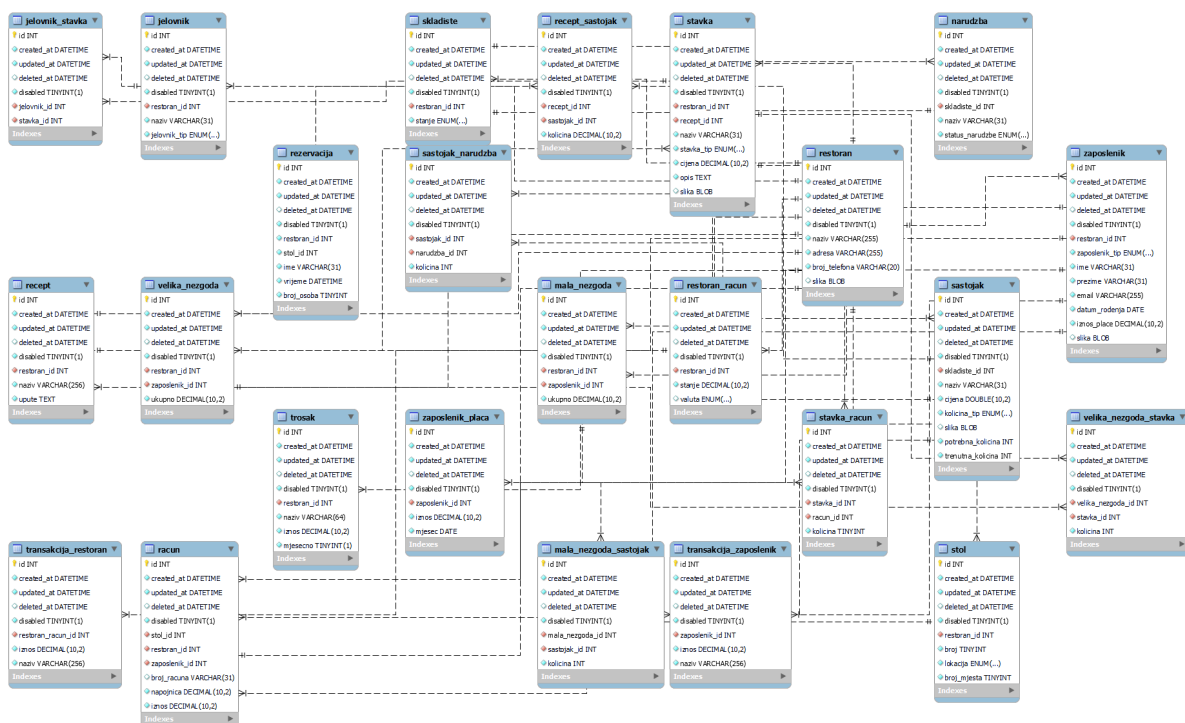 jelovnik_stavka
id INT
created_at DATETIME
updated_at DATETIME
deleted_at DATETIME
disabled TINYINT(1)
jelovnik_id INT
stavka_id INT
Indexes
jelovnik
id INT
created_at DATETIME
updated_at DATETIME
deleted_at DATETIME
disabled TINYINT(1)
restoran_id INT
naziv VARCHAR(31)
jelovnik_tip ENUM(...)
Indexes
skladiste
id INT
created_at DATETIME
updated_at DATETIME
deleted_at DATETIME
disabled TINYINT(1)
restoran_id INT
stanje ENUM(...)
Indexes
recept_sastojak
id INT
created_at DATETIME
updated_at DATETIME
deleted_at DATETIME
disabled TINYINT(1)
recept_id INT
sastojak_id INT
kolicina DECIMAL(10,2)
Indexes
stavka
id INT
created_at DATETIME
updated_at DATETIME
deleted_at DATETIME
disabled TINYINT(1)
restoran_id INT
recept_id INT
naziv VARCHAR(31)
stavka_tip ENUM(...)
cijena DECIMAL(10,2)
opis TEXT
slika BLOB
Indexes
narudzba
id INT
created_at DATETIME
updated_at DATETIME
deleted_at DATETIME
disabled TINYINT(1)
skladiste_id INT
naziv VARCHAR(31)
status_narudzbe ENUM(...)
Indexes
rezervacija
id INT
created_at DATETIME
updated_at DATETIME
deleted_at DATETIME
disabled TINYINT(1)
restoran_id INT
stol_id INT
ime VARCHAR(31)
vrijeme DATETIME
broj_osoba TINYINT
Indexes
sastojak_narudzba
id INT
created_at DATETIME
updated_at DATETIME
deleted_at DATETIME
disabled TINYINT(1)
sastojak_id INT
narudzba_id INT
kolicina INT
Indexes
restoran
id INT
created_at DATETIME
updated_at DATETIME
deleted_at DATETIME
disabled TINYINT(1)
naziv VARCHAR(255)
adresa VARCHAR(255)
broj_telefona VARCHAR(20)
slika BLOB
Indexes
zaposlenik
id INT
created_at DATETIME
updated_at DATETIME
deleted_at DATETIME
disabled TINYINT(1)
restoran_id INT
zaposlenik_tip ENUM(...)
ime VARCHAR(31)
prezime VARCHAR(31)
email VARCHAR(255)
datum_rodenja DATE
iznos_place DECIMAL(10,2)
slika BLOB
Indexes
recept
id INT
created_at DATETIME
updated_at DATETIME
deleted_at DATETIME
disabled TINYINT(1)
restoran_id INT
naziv VARCHAR(256)
upute TEXT
Indexes
velika_nezgoda
id INT
created_at DATETIME
updated_at DATETIME
deleted_at DATETIME
disabled TINYINT(1)
restoran_id INT
zaposlenik_id INT
ukupno DECIMAL(10,2)
Indexes
mala_nezgoda
id INT
created_at DATETIME
updated_at DATETIME
deleted_at DATETIME
disabled TINYINT(1)
restoran_id INT
zaposlenik_id INT
ukupno DECIMAL(10,2)
Indexes
restoran_racun
id INT
created_at DATETIME
updated_at DATETIME
deleted_at DATETIME
disabled TINYINT(1)
restoran_id INT
stanje DECIMAL(10,2)
valuta ENUM(...)
Indexes
sastojak
id INT
created_at DATETIME
updated_at DATETIME
deleted_at DATETIME
disabled TINYINT(1)
skladiste_id INT
naziv VARCHAR(31)
cijena DOUBLE(10,2)
kolicina_tip ENUM(...)
slika BLOB
potrebna_kolicina INT
trenutna_kolicina INT
Indexes
trosak
id INT
created_at DATETIME
updated_at DATETIME
deleted_at DATETIME
disabled TINYINT(1)
restoran_id INT
naziv VARCHAR(64)
iznos DECIMAL(10,2)
mjesecno TINYINT(1)
Indexes
zaposlenik_placa
id INT
created_at DATETIME
updated_at DATETIME
deleted_at DATETIME
disabled TINYINT(1)
zaposlenik_id INT
iznos DECIMAL(10,2)
mjesec DATE
Indexes
stavka_racun
id INT
created_at DATETIME
updated_at DATETIME
deleted_at DATETIME
disabled TINYINT(1)
stavka_id INT
racun_id INT
kolicina TINYINT
Indexes
velika_nezgoda_stavka
id INT
created_at DATETIME
updated_at DATETIME
deleted_at DATETIME
disabled TINYINT(1)
velika_nezgoda_id INT
stavka_id INT
kolicina INT
Indexes
transakcija_restoran
id INT
created_at DATETIME
updated_at DATETIME
deleted_at DATETIME
disabled TINYINT(1)
restoran_racun_id INT
iznos DECIMAL(10,2)
naziv VARCHAR(256)
Indexes
racun
id INT
created_at DATETIME
updated_at DATETIME
deleted_at DATETIME
disabled TINYINT(1)
stol_id INT
restoran_id INT
zaposlenik_id INT
broj_racuna VARCHAR(31)
napojnica DECIMAL(10,2)
iznos DECIMAL(10,2)
Indexes
mala_nezgoda_sastojak
id INT
created_at DATETIME
updated_at DATETIME
deleted_at DATETIME
disabled TINYINT(1)
mala_nezgoda_id INT
sastojak_id INT
kolicina INT
Indexes
transakcija_zaposlenik
id INT
created_at DATETIME
updated_at DATETIME
deleted_at DATETIME
disabled TINYINT(1)
zaposlenik_id INT
iznos DECIMAL(10,2)
naziv VARCHAR(256)
Indexes
stol
id INT
created_at DATETIME
updated_at DATETIME
deleted_at DATETIME
disabled TINYINT(1)
restoran_id INT
broj TINYINT
lokacija ENUM(...)
broj_mjesta TINYINT
Indexes